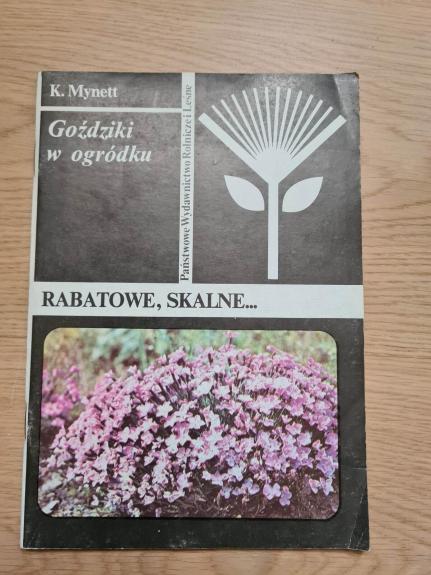 K. Mynett
Goździki
w ogródku
Państwowe Wydawnictwo Rolnicze i Leśne
RABATOWE, SKALNE...